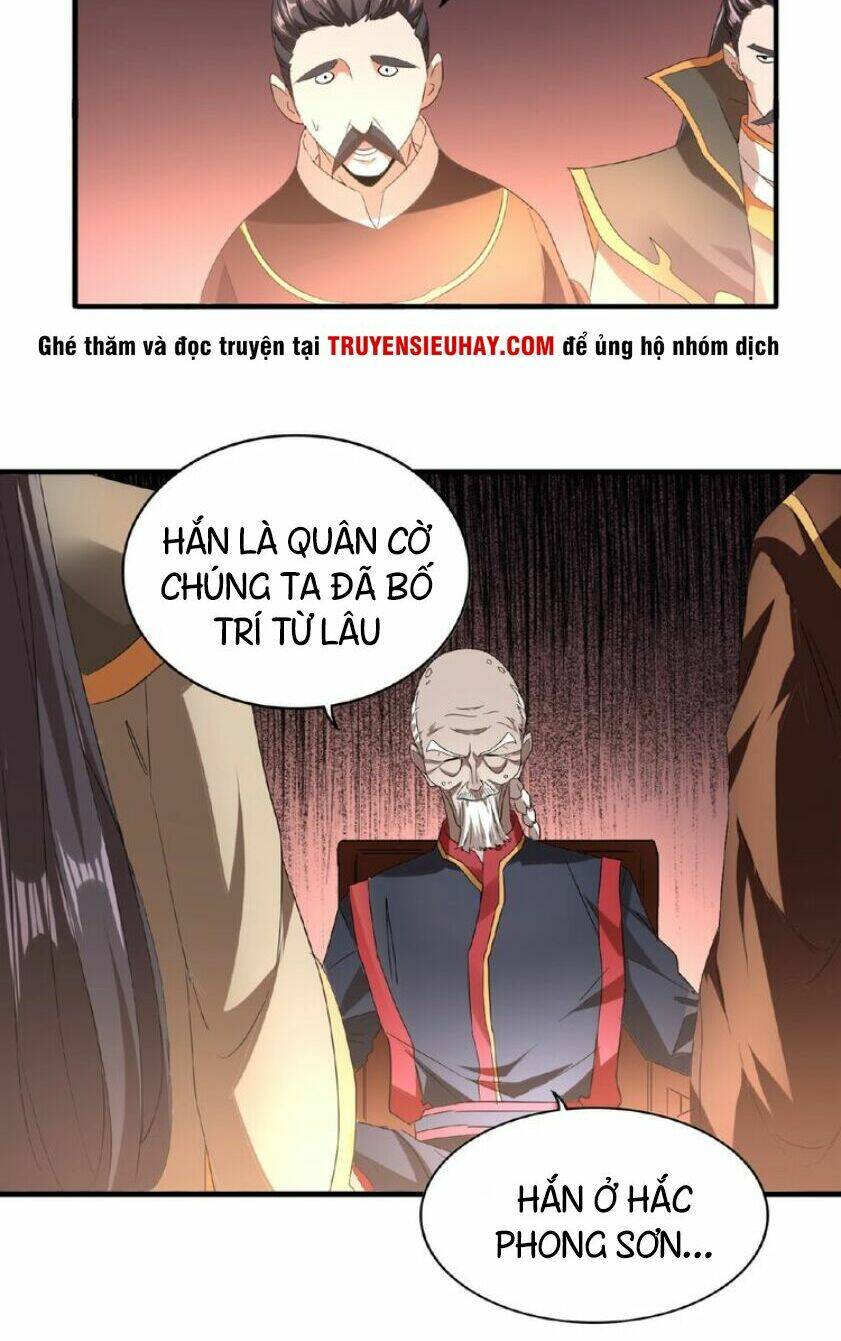 Ghé thăm và đọc truyện tại TRUYENSIEUHAY.COM để ủng hộ nhóm dịch
HẮN LÀ QUÂN CỜ
CHÚNG TA ĐÃ BỐ
TRÍ TỪ LÂU
HẮN Ở HẮC
PHONG SƠN...